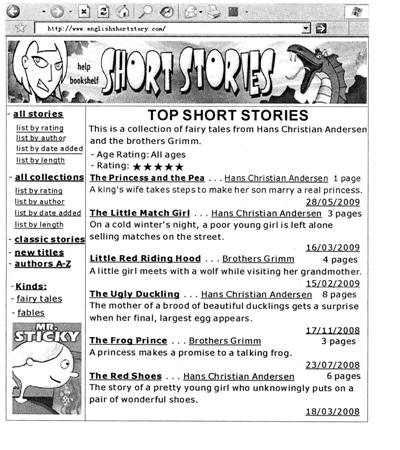 http://www.englishshortstory.com/
help
bookshelf
SHORT STORIES
- all stories
list by rating
list by author
list by date added
list by length
- all collections
list by rating
list by author
list by date added
list by length
- classic stories
- new titles
- authors A-Z
- Kinds:
- fairy tales
- fables
MR.
STICKY
TOP SHORT STORIES
This is a collection of fairy tales from Hans Christian Andersen
and the brothers Grimm.
- Age Rating: All ages
- Rating: ★★★★★
The Princess and the Pea ... Hans Christian Andersen 1 page
A king's wife takes steps to make her son marry a real princess.
28/05/2009
The Little Match Girl ... Hans Christian Andersen 3 pages
On a cold winter's night, a poor young girl is left alone
selling matches on the street.
16/03/2009
Little Red Riding Hood ... Brothers Grimm 4 pages
A little girl meets with a wolf while visiting her grandmother.
15/02/2009
The Ugly Duckling ... Hans Christian Andersen 8 pages
The mother of a brood of beautiful ducklings gets a surprise
when her final, largest egg appears.
17/11/2008
The Frog Prince ... Brothers Grimm 3 pages
A princess makes a promise to a talking frog.
23/07/2008
The Red Shoes ... Hans Christian Andersen 6 pages
The story of a pretty young girl who unknowingly puts on a
pair of wonderful shoes.
18/03/2008